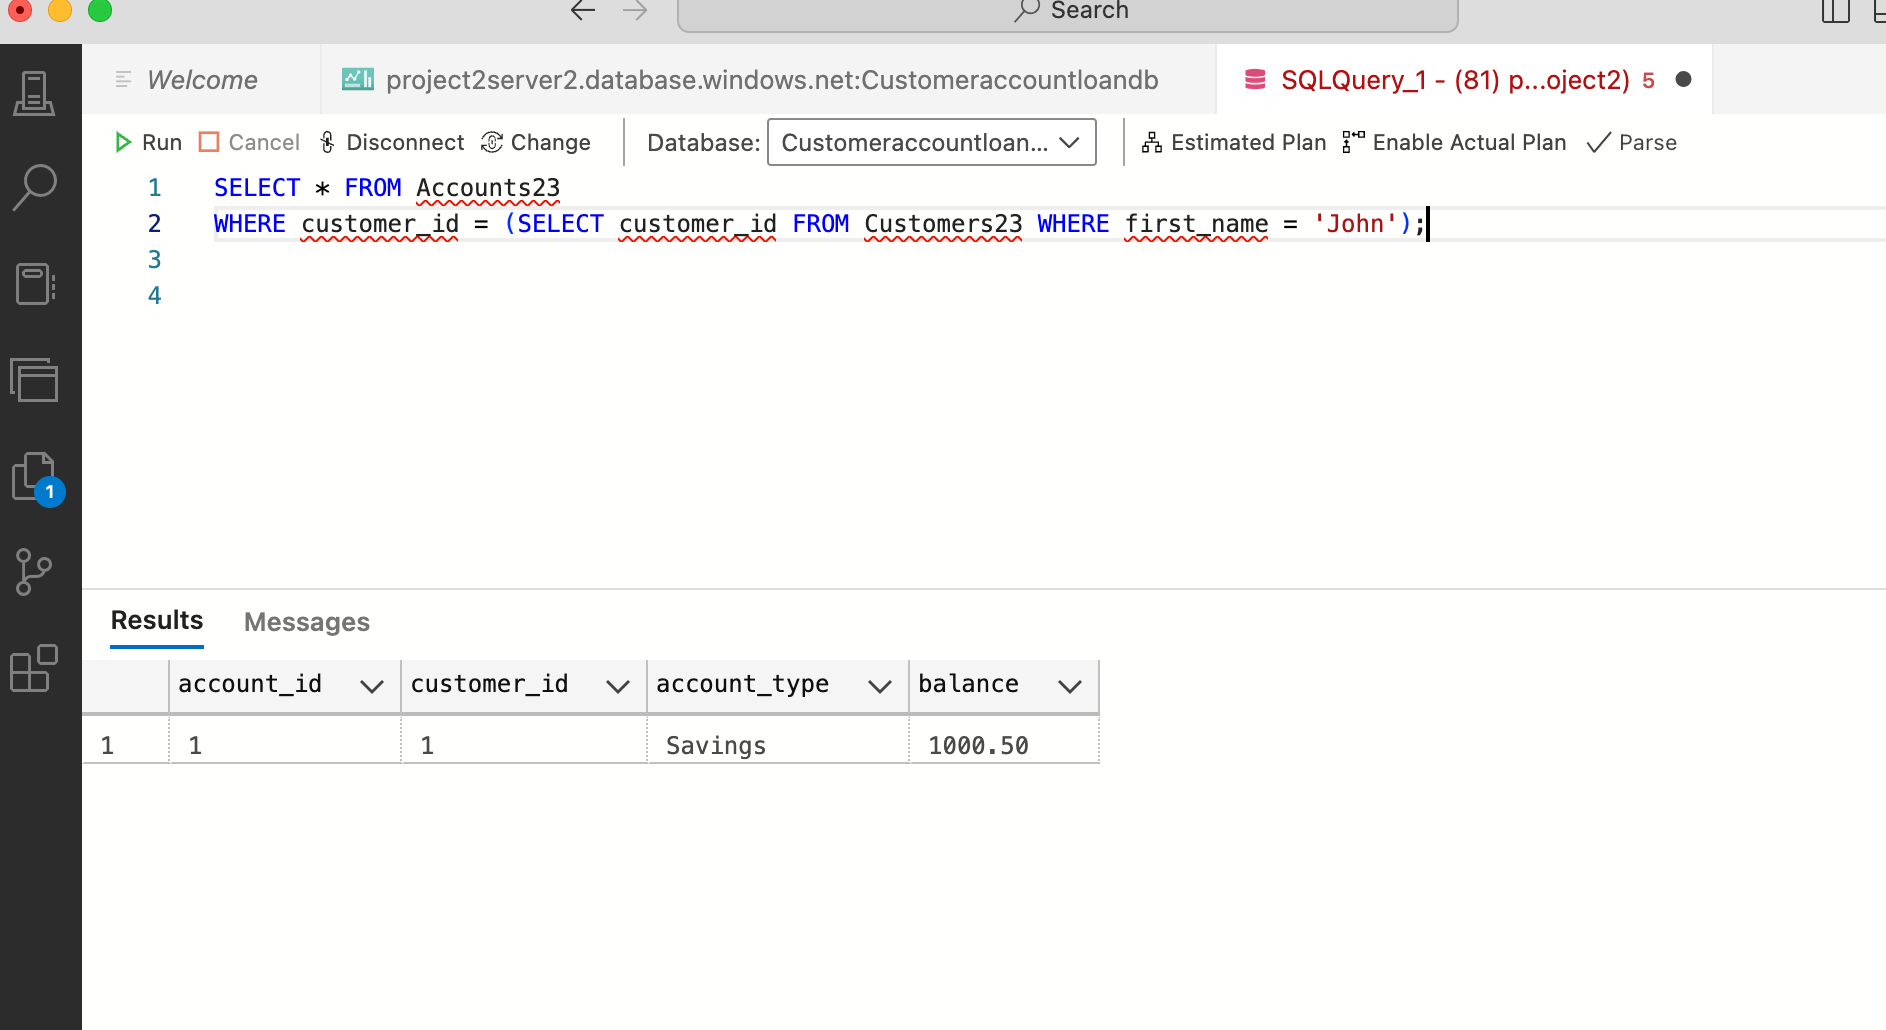 Search
Welcome
project2server2.database.windows.net:Customeraccountloandb
SQLQuery_1 - (81) p...oject2) 5
Run Cancel Disconnect Change Database: Customeraccountloan... Estimated Plan Enable Actual Plan Parse
1 SELECT * FROM Accounts23
2 WHERE customer_id = (SELECT customer_id FROM Customers23 WHERE first_name = 'John');
3
4
1
Results Messages
account_id customer_id account_type balance
1 1 1 Savings 1000.50